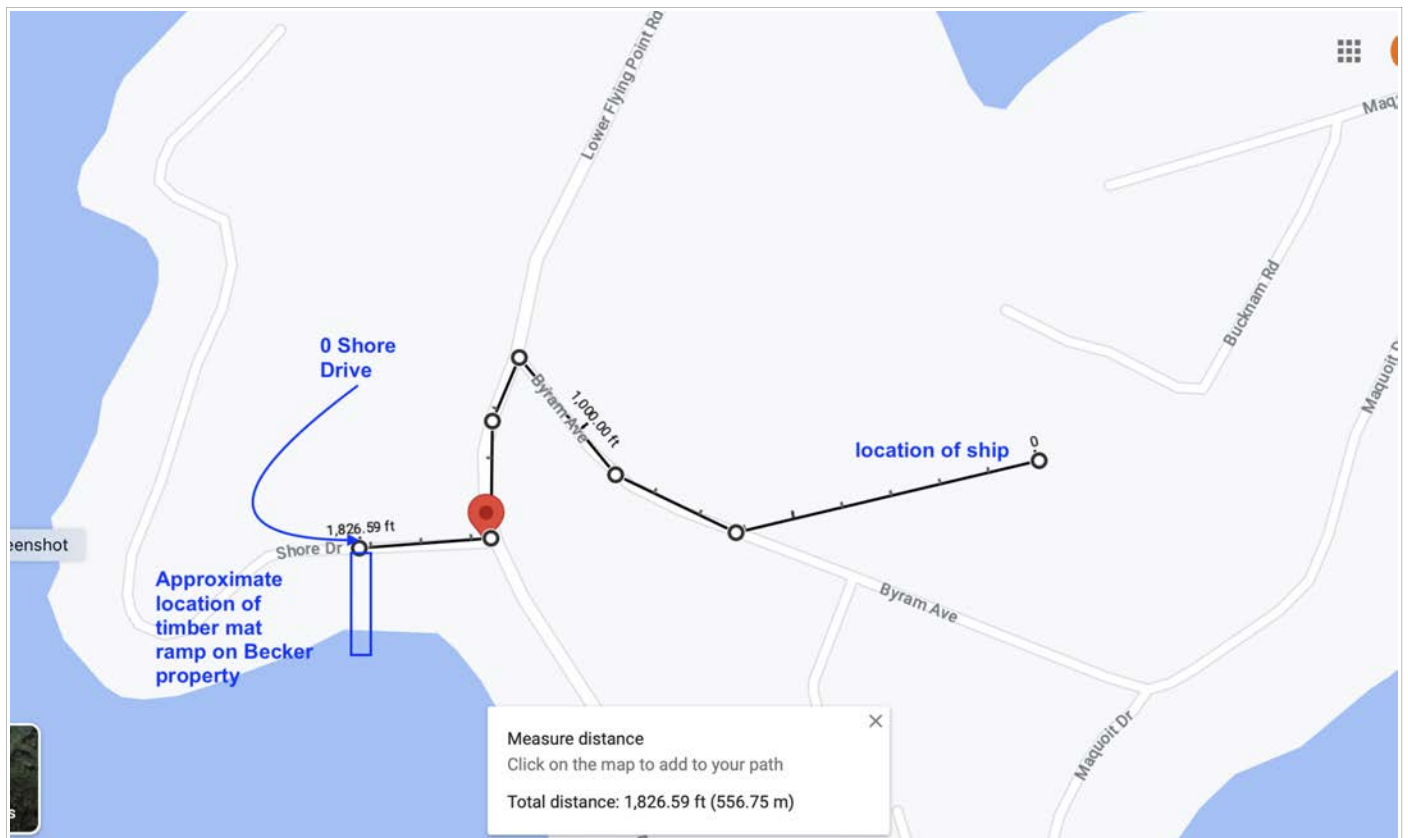 Lower Flying Point Rd
Maq
Bucknam Rd
Maquoit D
0 Shore
Drive
Byram Ave
1,000.00 ft
location of ship
0
1,826.59 ft
Shore Dr
eenshot
Approximate
location of
timber mat
ramp on Becker
property
Byram Ave
Maquoit Dr
Measure distance
Click on the map to add to your path
Total distance: 1,826.59 ft (556.75 m)
s